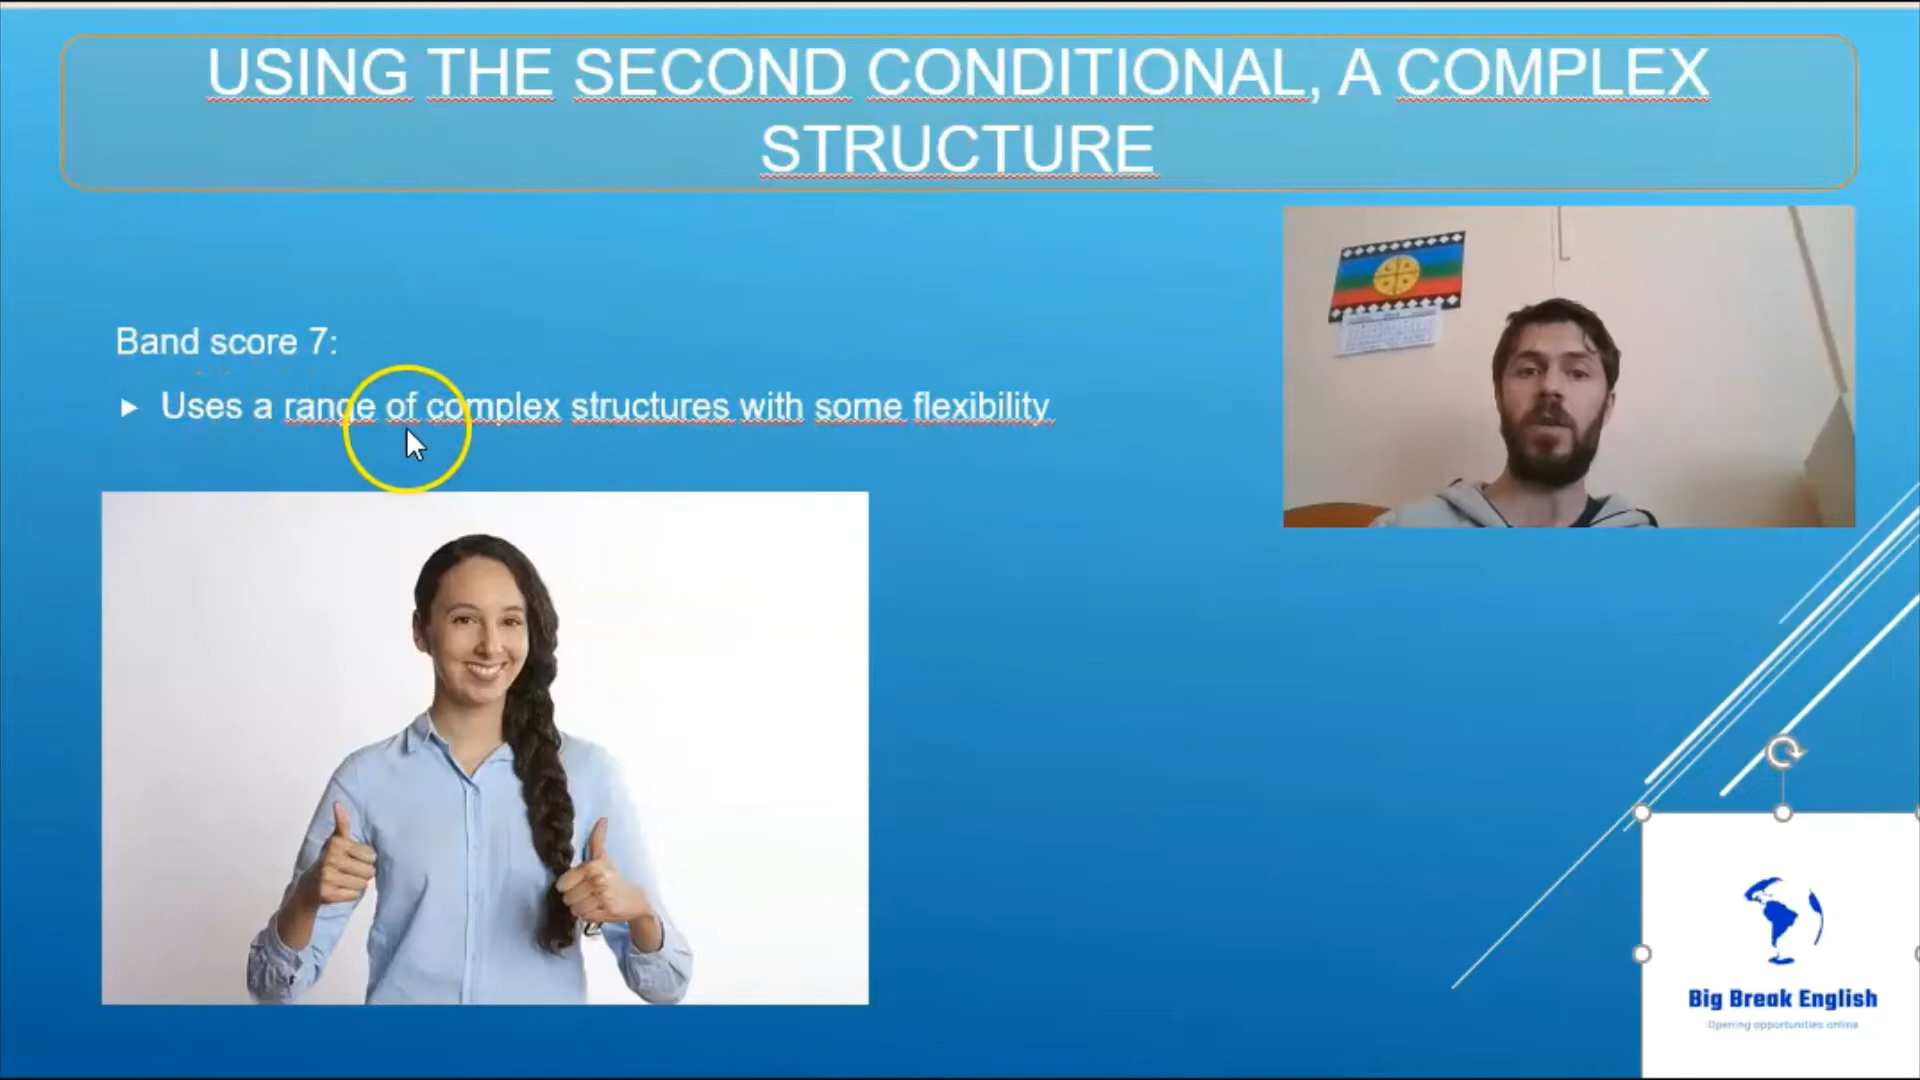 USING THE SECOND CONDITIONAL, A COMPLEX
STRUCTURE
Band score 7:
Uses a range of complex structures with some flexibility
Big Break English
Opening opportunities online